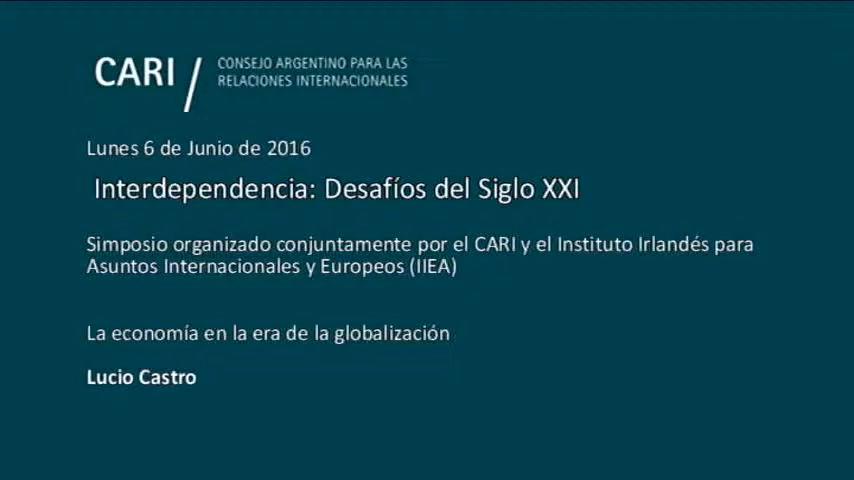 CARI / CONSEJO ARGENTINO PARA LAS
RELACIONES INTERNACIONALES
Lunes 6 de Junio de 2016
Interdependencia: Desafíos del Siglo XXI
Simposio organizado conjuntamente por el CARI y el Instituto Irlandés para
Asuntos Internacionales y Europeos (IIEA)
La economía en la era de la globalización
Lucio Castro